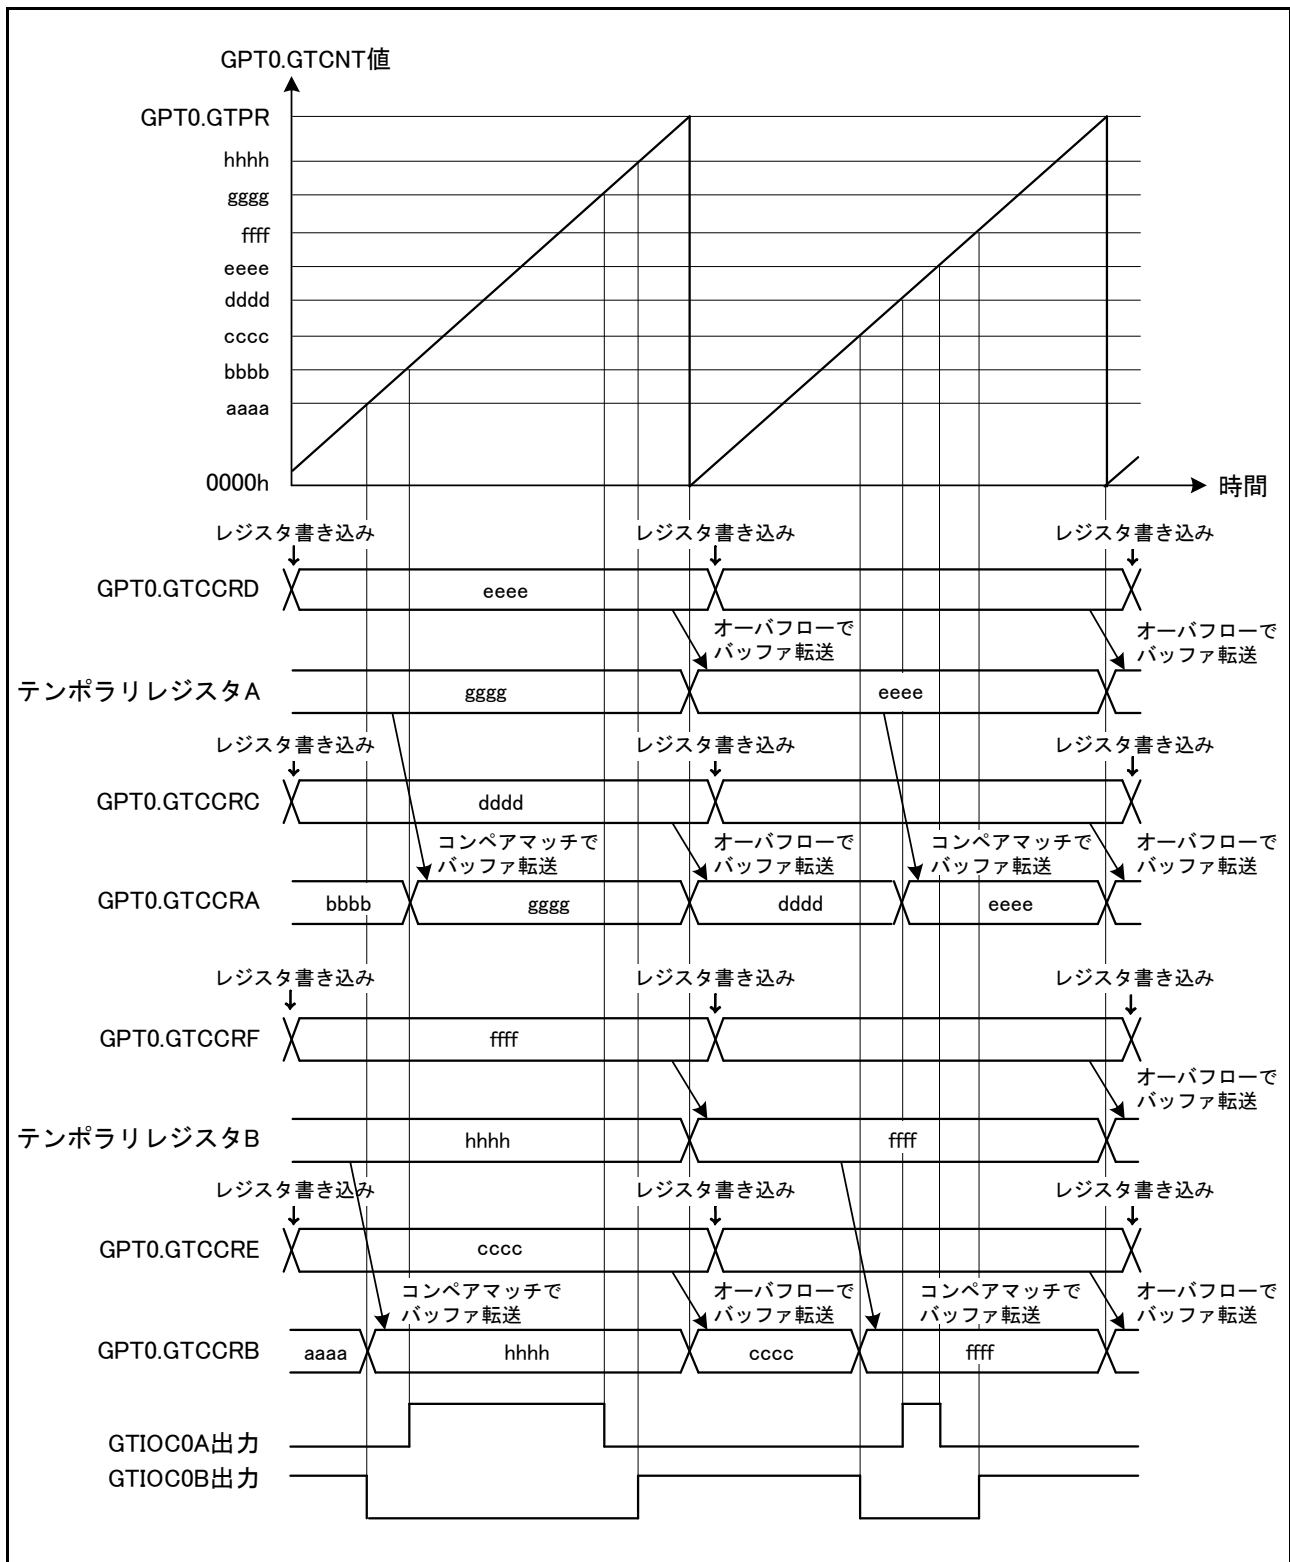 GPT0.GTCNT値
GPT0.GTPR
hhhh
gggg
ffff
eeee
dddd
cccc
bbbb
aaaa
0000h
時間
レジスタ書き込み レジスタ書き込み レジスタ書き込み
GPT0.GTCCRD
eeee
オーバフローで
バッファ転送
オーバフローで
バッファ転送
テンポラリレジスタA
gggg
eeee
レジスタ書き込み レジスタ書き込み レジスタ書き込み
GPT0.GTCCRC
dddd
コンペアマッチで
バッファ転送
オーバフローで
バッファ転送
コンペアマッチで
バッファ転送
オーバフローで
バッファ転送
GPT0.GTCCRA
bbbb
gggg
dddd
eeee
レジスタ書き込み レジスタ書き込み レジスタ書き込み
GPT0.GTCCRF
ffff
オーバフローで
バッファ転送
テンポラリレジスタB
hhhh
ffff
レジスタ書き込み レジスタ書き込み レジスタ書き込み
GPT0.GTCCRE
cccc
コンペアマッチで
バッファ転送
オーバフローで
バッファ転送
コンペアマッチで
バッファ転送
オーバフローで
バッファ転送
GPT0.GTCCRB
aaaa
hhhh
cccc
ffff
GTIOC0A出力
GTIOC0B出力